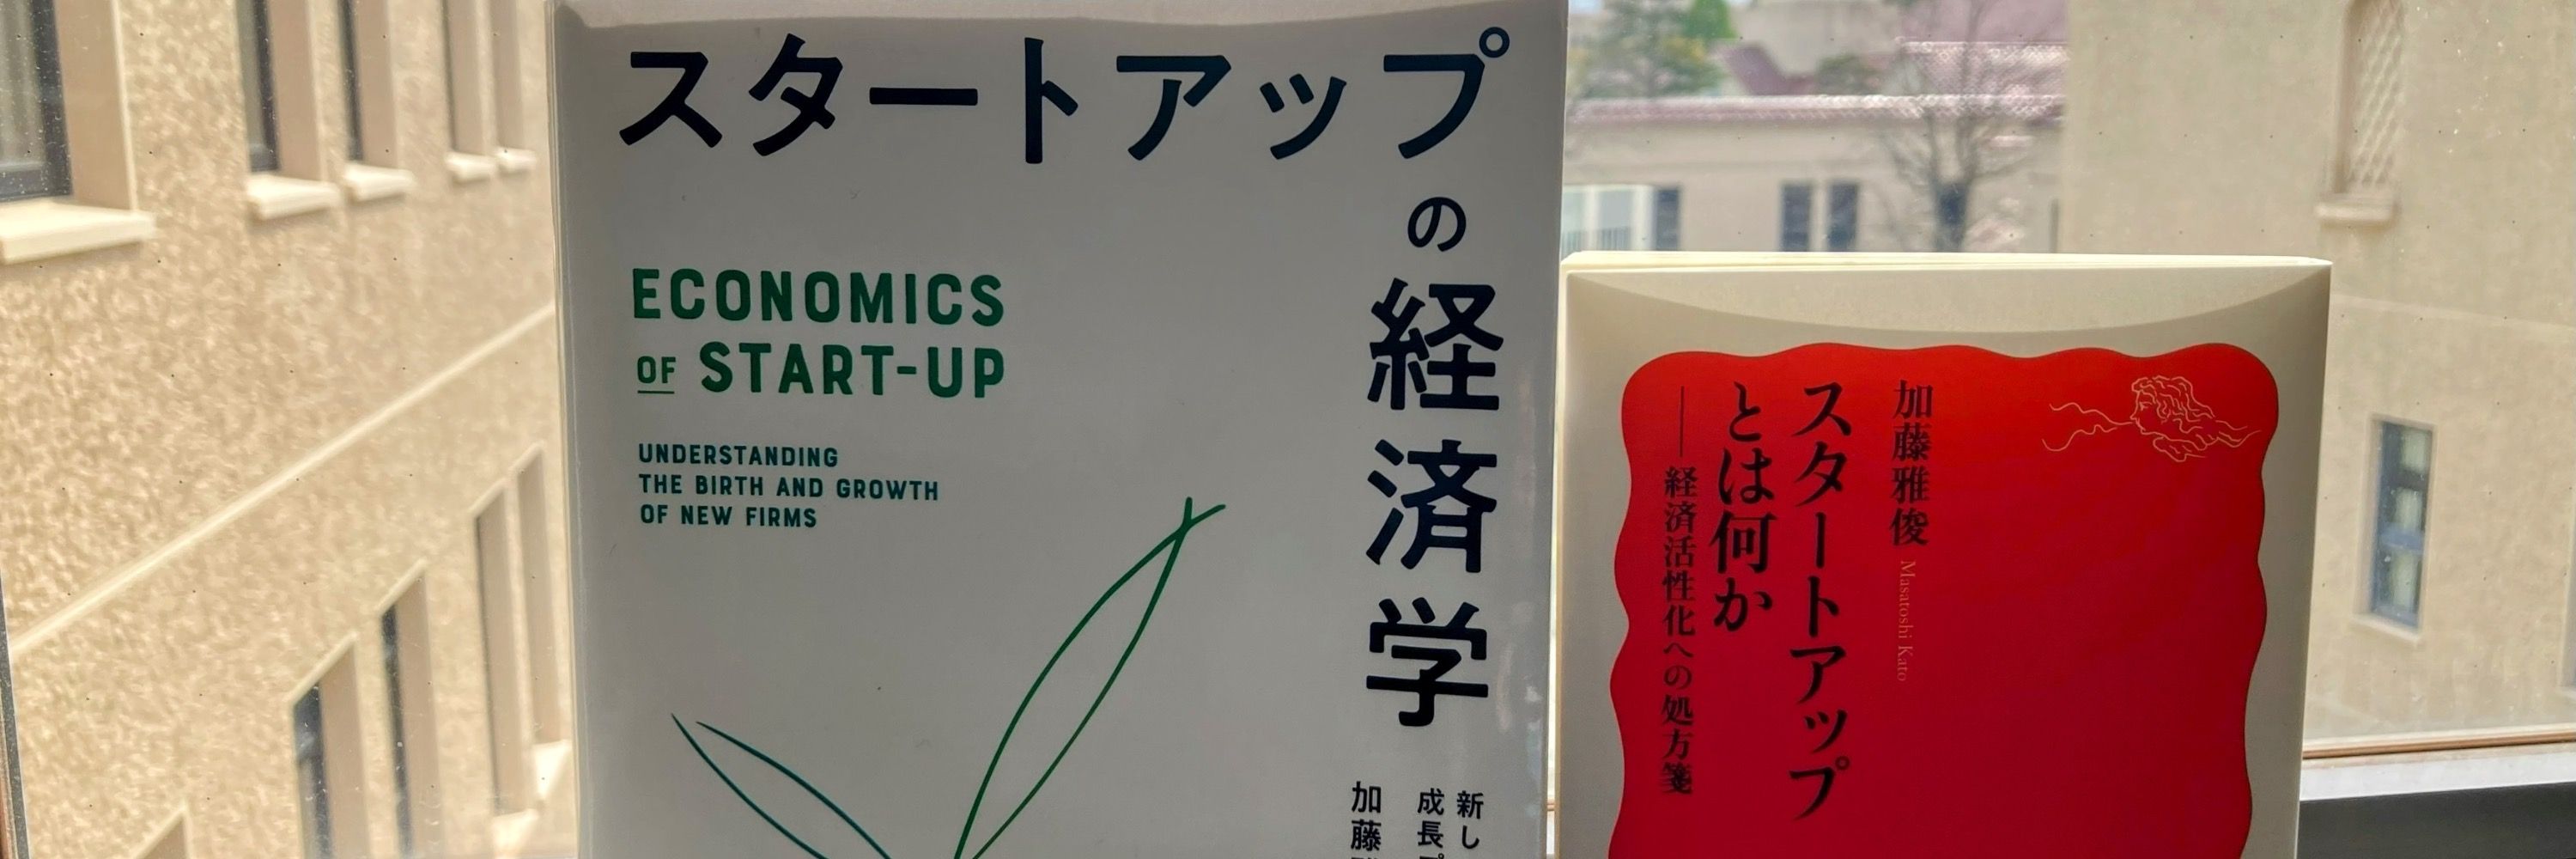 スタートアップ
の経済学
ECONOMICS
OF START-UP
UNDERSTANDING
THE BIRTH AND GROWTH
OF NEW FIRMS
新し
成長プ
加藤
加藤雅俊 Masatoshi Kato
スタートアップ
とは何か
──経済活性化への処方箋